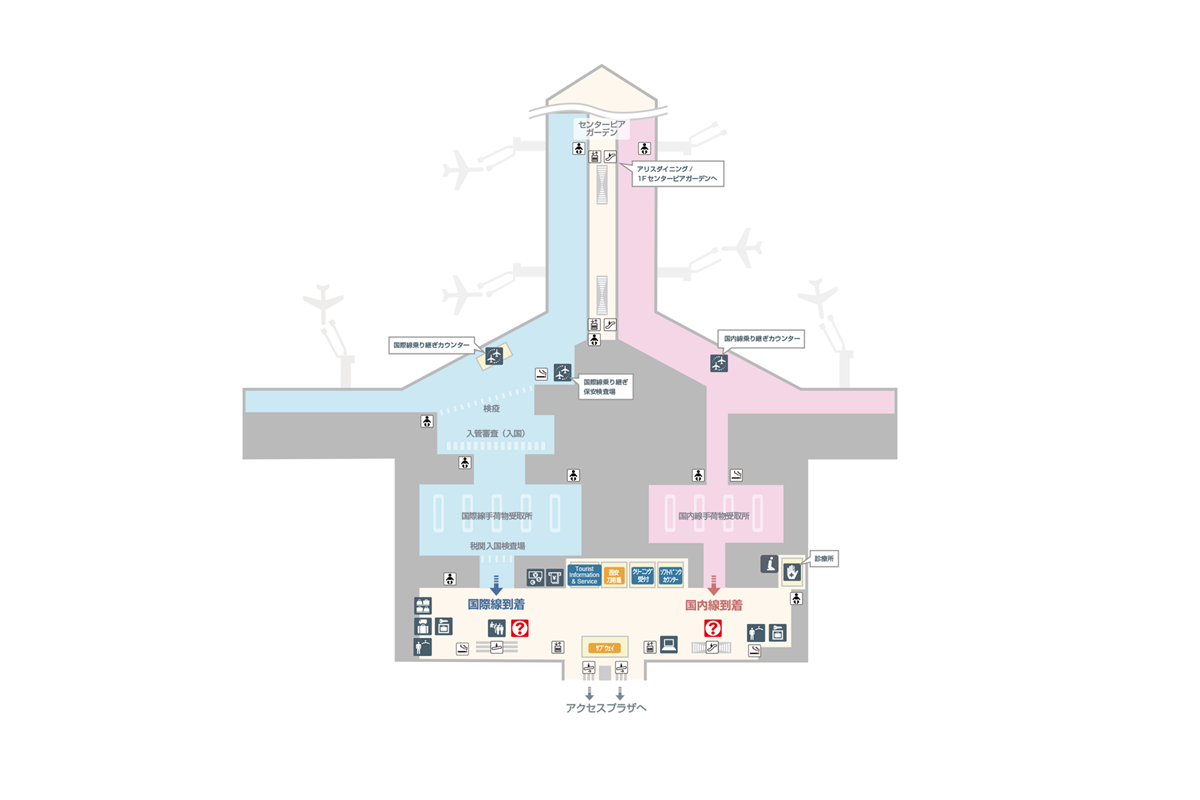 センターピア
ガーデン
アリスダイニング /
1F センターピアガーデンへ
国際線乗り継ぎカウンター
国内線乗り継ぎカウンター
国際線乗り継ぎ
保安検査場
検疫
入管審査（入国）
国際線手荷物受取所
国内線手荷物受取所
税関入国検査場
診療所
Tourist
Information
& Service
クリーニング
受付
ソフトバンク
カウンター
国際線到着
国内線到着
?
?
サブウェイ
アクセスプラザへ